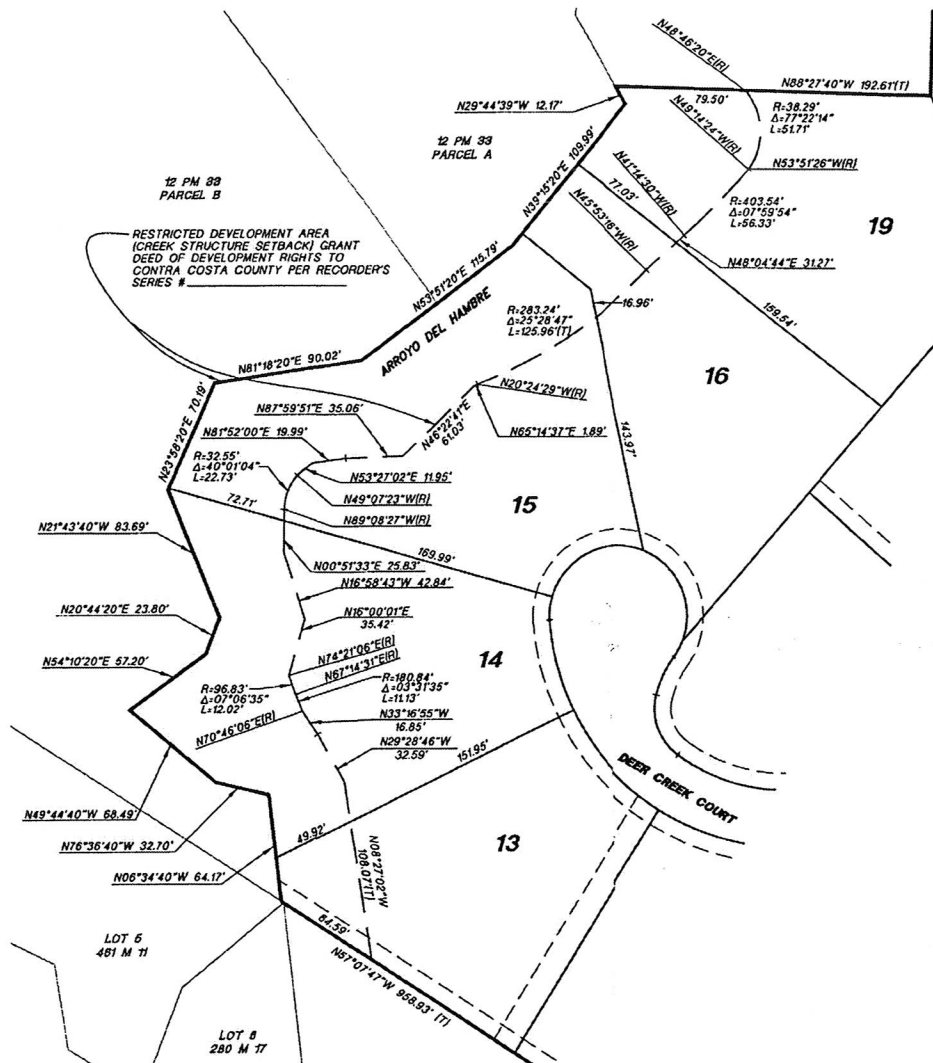 N48°46'20"E(R)
N88°27'40"W 192.61'(T)
79.50'
R=38.29'
Δ=77°22'14"
L=51.71'
N29°44'39"W 12.17'
N49°14'24"W(R)
12 PM 33
PARCEL A
N39°15'20"E 109.99'
N41°14'30"W(R)
N53°51'26"W(R)
77.03'
12 PM 33
PARCEL B
N45°53'16"W(R)
R=403.54'
Δ=07°59'54"
L=56.33'
19
RESTRICTED DEVELOPMENT AREA
(CREEK STRUCTURE SETBACK) GRANT
DEED OF DEVELOPMENT RIGHTS TO
CONTRA COSTA COUNTY PER RECORDER'S
SERIES #
N48°04'44"E 31.27'
N53°51'20"E 115.79'
16.96'
159.54'
R=283.24'
Δ=25°28'47"
L=125.96'(T)
ARROYO DEL HAMBRE
N81°18'20"E 90.02'
16
N20°24'29"W(R)
N87°59'51"E 35.06'
N46°22'41"E
61.03'
N65°14'37"E 1.89'
N23°58'20"E 70.19'
N81°52'00"E 19.99'
143.97'
R=32.55'
Δ=40°01'04"
L=22.73'
N53°27'02"E 11.95'
72.71'
N49°07'23"W(R)
15
N89°08'27"W(R)
N21°43'40"W 83.69'
169.99'
N00°51'33"E 25.83'
N16°58'43"W 42.84'
N20°44'20"E 23.80'
N16°00'01"E
35.42'
N54°10'20"E 57.20'
N74°21'06"E(R)
14
N67°14'31"E(R)
R=96.83'
Δ=07°06'35"
L=12.02'
R=180.84'
Δ=03°31'35"
L=11.13'
N70°46'06"E(R)
N33°16'55"W
16.85'
N29°28'46"W
32.59'
151.95'
DEER CREEK COURT
N49°44'40"W 68.49'
49.92'
N76°36'40"W 32.70'
13
N06°34'40"W 64.17'
N08°27'02"W
108.07'(T)
84.59'
LOT 5
461 M 11
N57°07'47"W 958.93' (T)
LOT 8
280 M 17